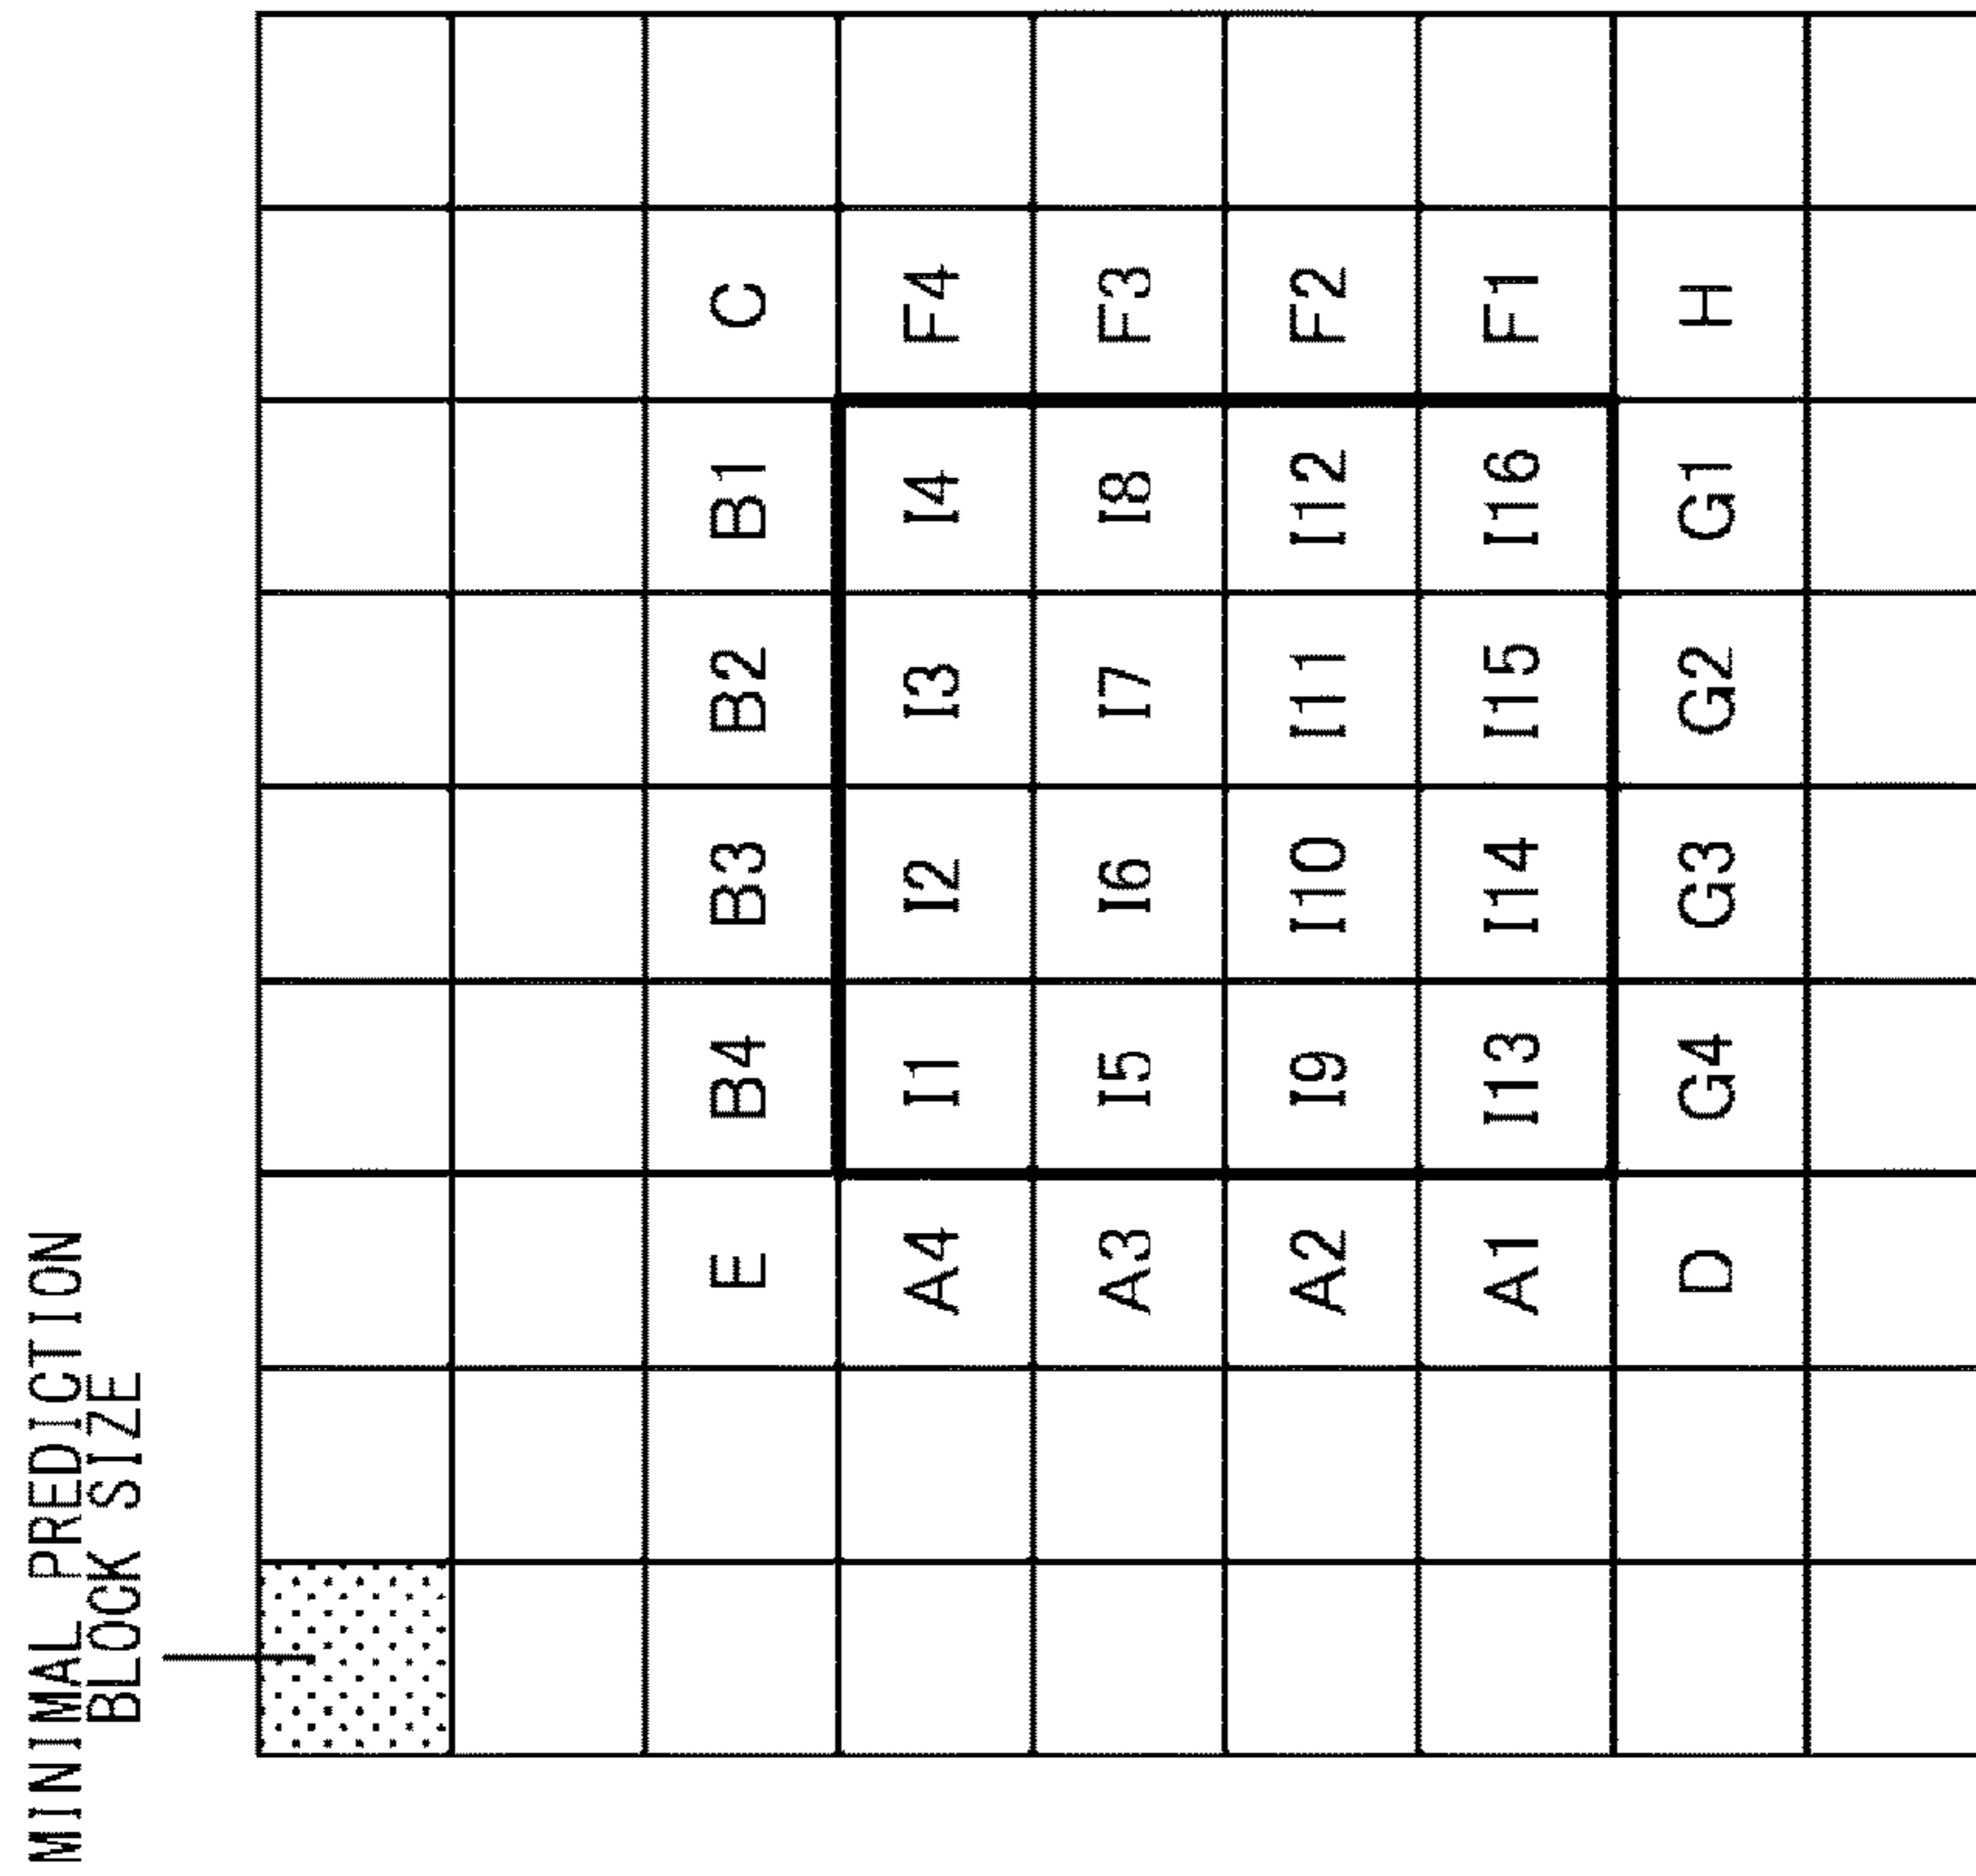 MINIMAL PREDICTION
BLOCK SIZE
E B4 B3 B2 B1 C
A4 I1 I2 I3 I4 F4
A3 I5 I6 I7 I8 F3
A2 I9 I10 I11 I12 F2
A1 I13 I14 I15 I16 F1
D G4 G3 G2 G1 H